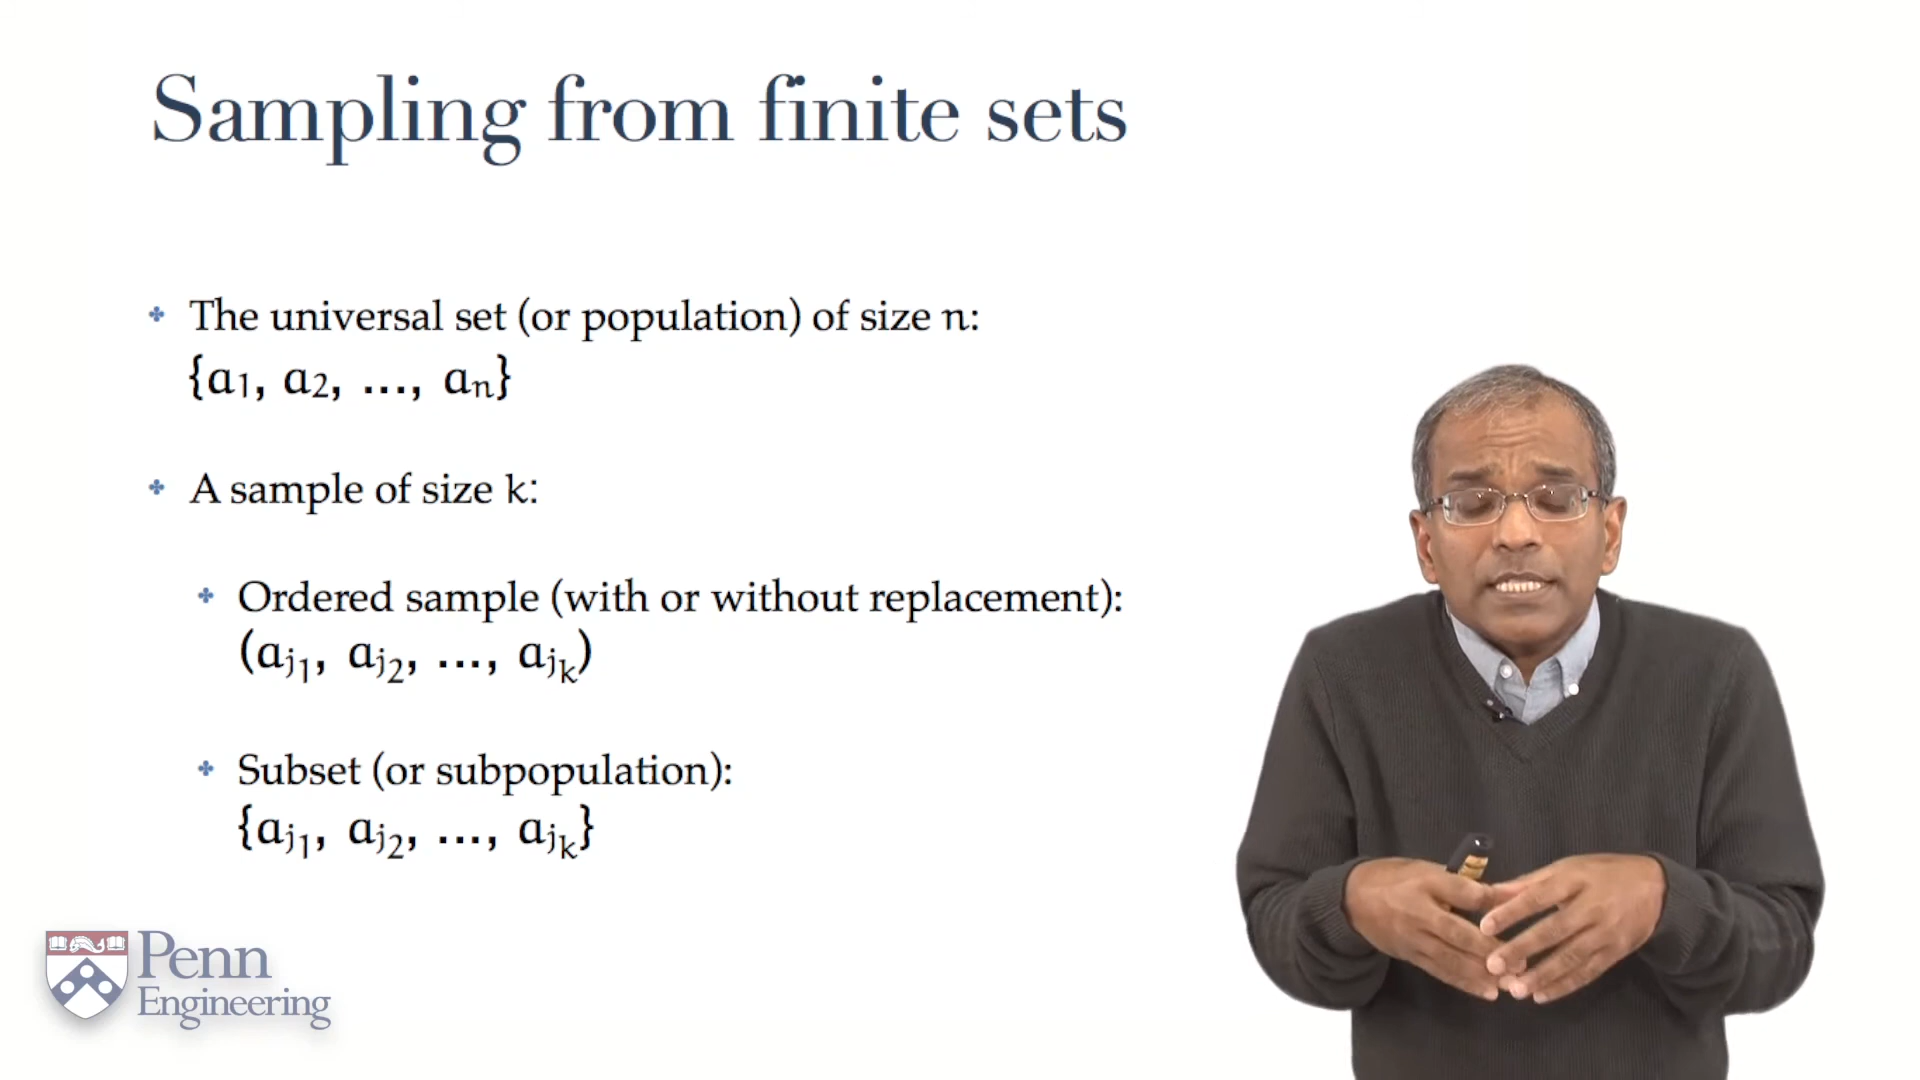 Sampling from finite sets
The universal set (or population) of size n:
{a₁, a₂, ..., aₙ}
A sample of size k:
Ordered sample (with or without replacement):
(aⱼ₁, aⱼ₂, ..., aⱼₖ)
Subset (or subpopulation):
{aⱼ₁, aⱼ₂, ..., aⱼₖ}
Penn
Engineering